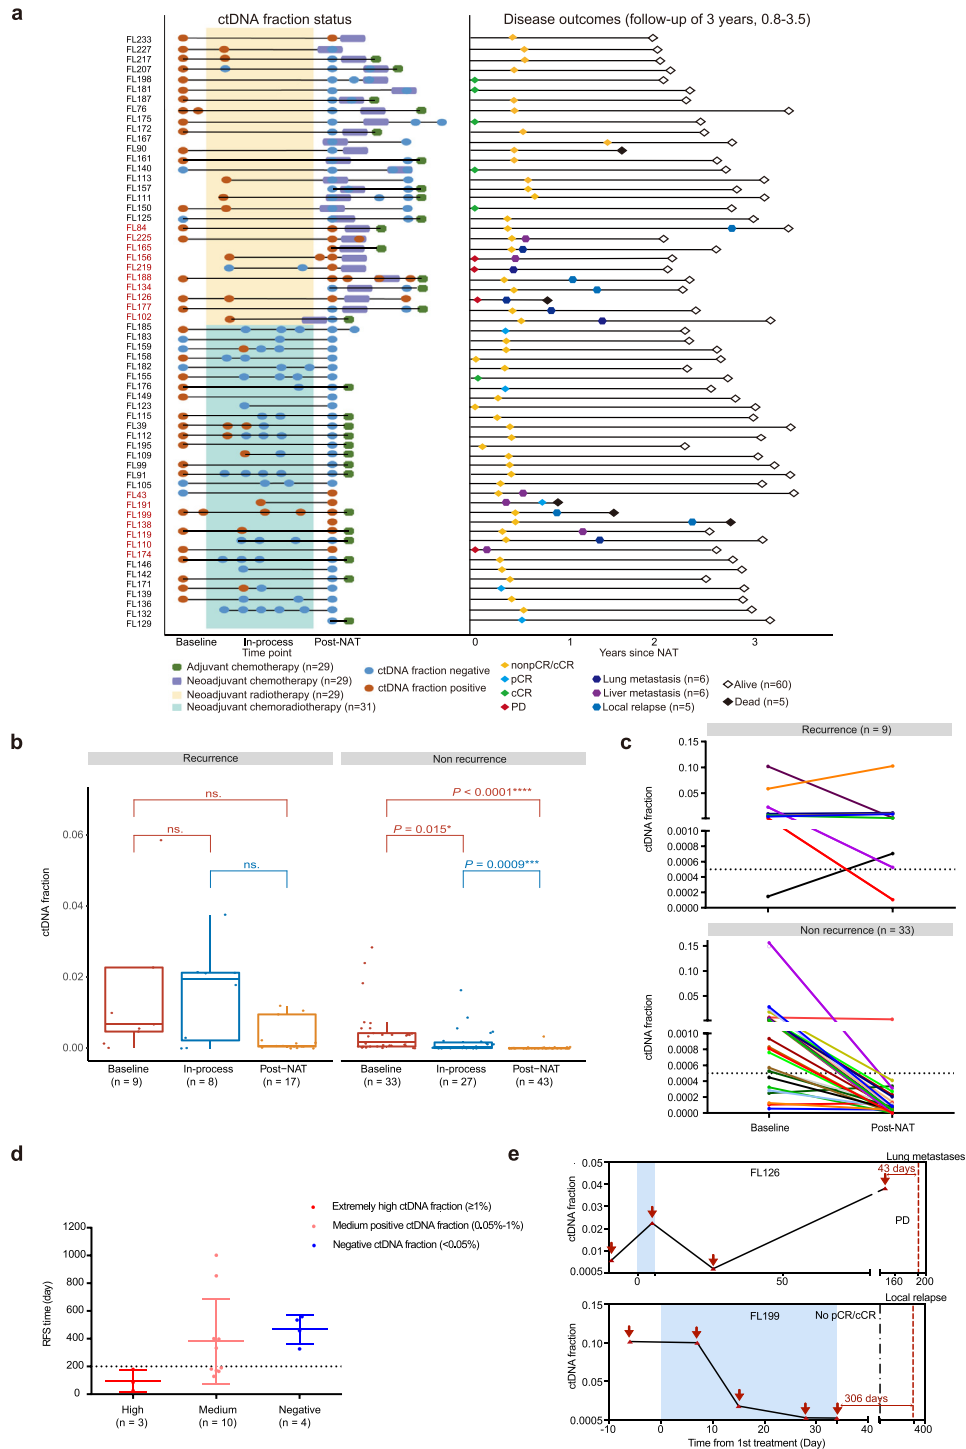 a
ctDNA fraction status
Disease outcomes (follow-up of 3 years, 0.8-3.5)
FL233
FL227
FL217
FL207
FL198
FL181
FL187
FL76
FL175
FL172
FL167
FL90
FL161
FL140
FL113
FL157
FL111
FL150
FL125
FL84
FL225
FL165
FL156
FL219
FL188
FL134
FL126
FL177
FL102
FL185
FL183
FL159
FL158
FL182
FL155
FL176
FL149
FL123
FL115
FL39
FL112
FL195
FL109
FL99
FL91
FL105
FL43
FL191
FL199
FL138
FL119
FL110
FL174
FL146
FL142
FL171
FL139
FL136
FL132
FL129
Baseline In-process Post-NAT
Time point
0 1 2 3
Years since NAT
Adjuvant chemotherapy (n=29)
Neoadjuvant chemotherapy (n=29)
Neoadjuvant radiotherapy (n=29)
Neoadjuvant chemoradiotherapy (n=31)
ctDNA fraction negative
ctDNA fraction positive
nonpCR/cCR
pCR
cCR
PD
Lung metastasis (n=6)
Liver metastasis (n=6)
Local relapse (n=5)
Alive (n=60)
Dead (n=5)
b
Recurrence
Non recurrence
ns.
ns.
ns.
P < 0.0001****
P = 0.015*
P = 0.0009***
ctDNA fraction
0.06
0.04
0.02
0.00
Baseline In-process Post-NAT
(n = 9) (n = 8) (n = 17)
Baseline In-process Post-NAT
(n = 33) (n = 27) (n = 43)
c
Recurrence (n = 9)
ctDNA fraction
0.15
0.10
0.05
0.0010
0.0008
0.0006
0.0004
0.0002
0.0000
Non recurrence (n = 33)
ctDNA fraction
0.15
0.05
0.0010
0.0008
0.0006
0.0004
0.0002
0.0000
Baseline Post-NAT
d
Extremely high ctDNA fraction (≥1%)
Medium positive ctDNA fraction (0.05%-1%)
Negative ctDNA fraction (<0.05%)
RFS time (day)
1200
1000
800
600
400
200
0
High Medium Negative
(n = 3) (n = 10) (n = 4)
e
Lung metastases
43 days
FL126
PD
ctDNA fraction
0.05
0.04
0.03
0.02
0.01
0.0005
0 50 160 200
Local relapse
FL199
No pCR/cCR
306 days
ctDNA fraction
0.15
0.10
0.05
0.0005
-10 0 10 20 30 40 400
Time from 1st treatment (Day)